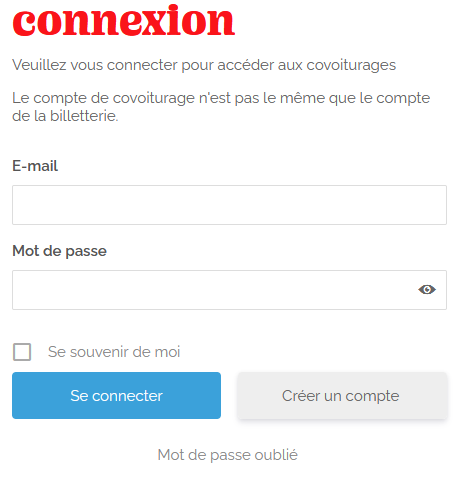 connexion
Veuillez vous connecter pour accéder aux covoiturages
Le compte de covoiturage n'est pas le même que le compte
de la billetterie.
E-mail
Mot de passe
Se souvenir de moi
Se connecter
Créer un compte
Mot de passe oublié